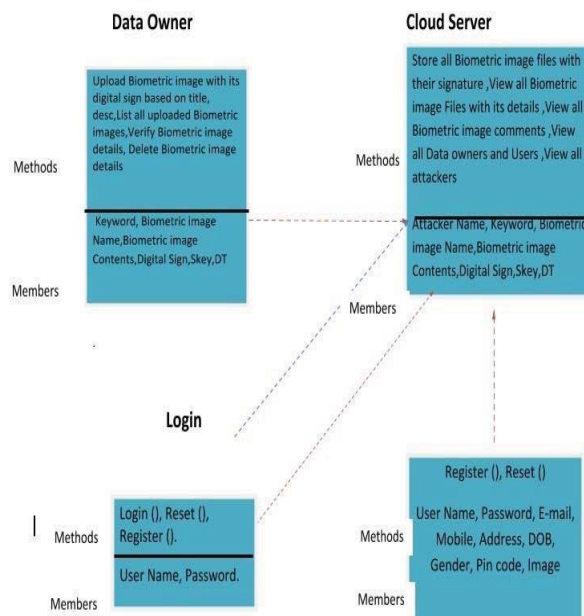 Data Owner
Cloud Server
Upload Biometric image with its
digital sign based on title,
desc,List all uploaded Biometric
images,Verify Biometric image
details, Delete Biometric image
details
Methods
Keyword, Biometric image
Name,Biometric image
Contents,Digital Sign,Skey,DT
Members
Store all Biometric image files with
their signature ,View all Biometric
image Files with its details ,View all
Biometric image comments ,View
all Data owners and Users ,View all
attackers
Methods
Attacker Name, Keyword, Biometric
image Name,Biometric image
Contents,Digital Sign,Skey,DT
Members
Login
Login (), Reset (),
Register ().
Methods
User Name, Password.
Members
Register (), Reset ()
User Name, Password, E-mail,
Mobile, Address, DOB,
Gender, Pin code, Image
Methods
Members